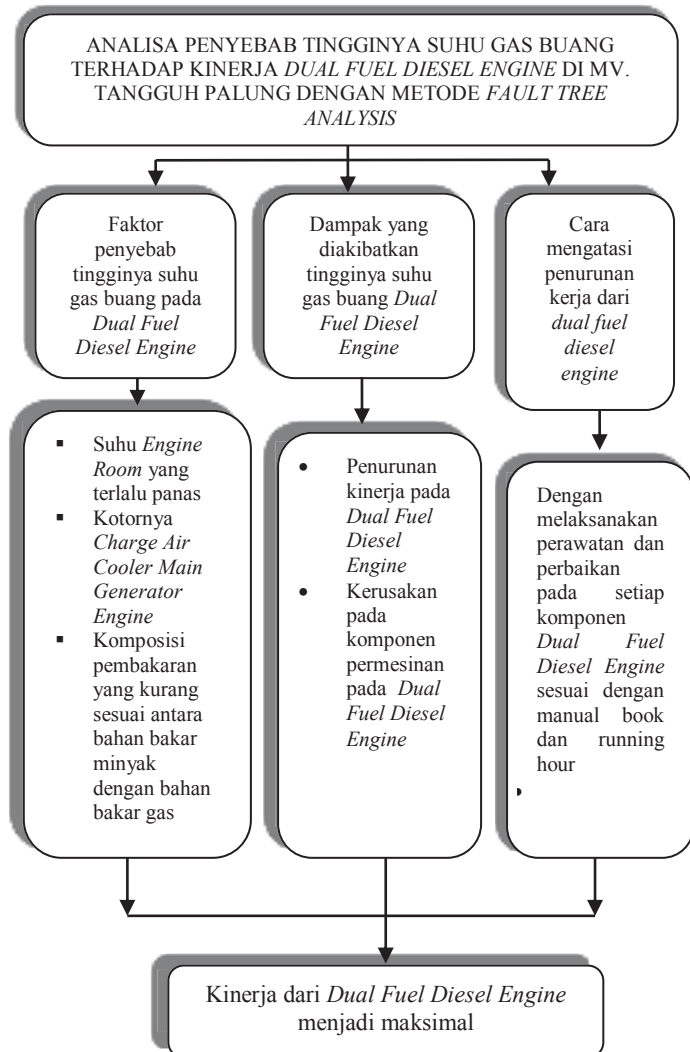 ANALISA PENYEBAB TINGGINYA SUHU GAS BUANG
TERHADAP KINERJA DUAL FUEL DIESEL ENGINE DI MV.
TANGGUH PALUNG DENGAN METODE FAULT TREE
ANALYSIS
Faktor
penyebab
tingginya suhu
gas buang pada
Dual Fuel
Diesel Engine
Dampak yang
diakibatkan
tingginya suhu
gas buang Dual
Fuel Diesel
Engine
Cara
mengatasi
penurunan
kerja dari
dual fuel
diesel
engine
▪ Suhu Engine
Room yang
terlalu panas
▪ Kotornya
Charge Air
Cooler Main
Generator
Engine
▪ Komposisi
pembakaran
yang kurang
sesuai antara
bahan bakar
minyak
dengan bahan
bakar gas
• Penurunan
kinerja pada
Dual Fuel
Diesel
Engine
• Kerusakan
pada
komponen
permesinan
pada Dual
Fuel Diesel
Engine
Dengan
melaksanakan
perawatan dan
perbaikan
pada setiap
komponen
Dual Fuel
Diesel Engine
sesuai dengan
manual book
dan running
hour
•
Kinerja dari Dual Fuel Diesel Engine
menjadi maksimal